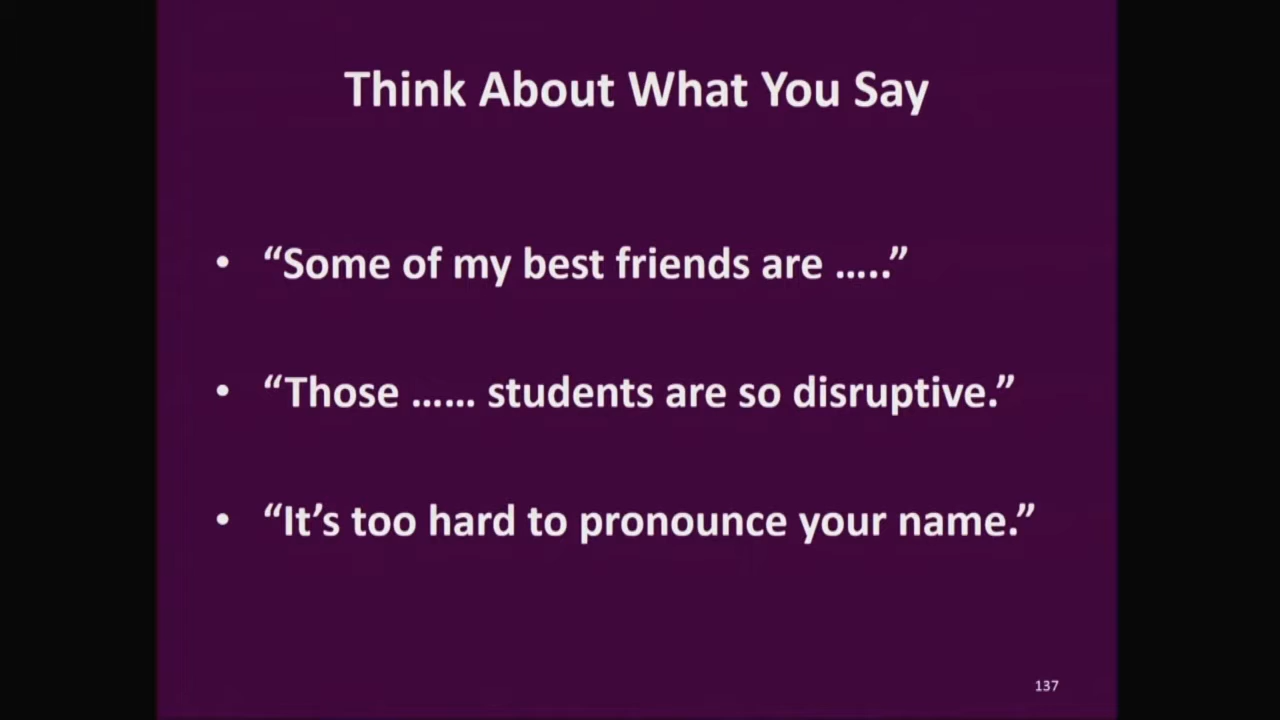 Think About What You Say
• “Some of my best friends are …..”
• “Those …… students are so disruptive.”
• “It’s too hard to pronounce your name.”
137